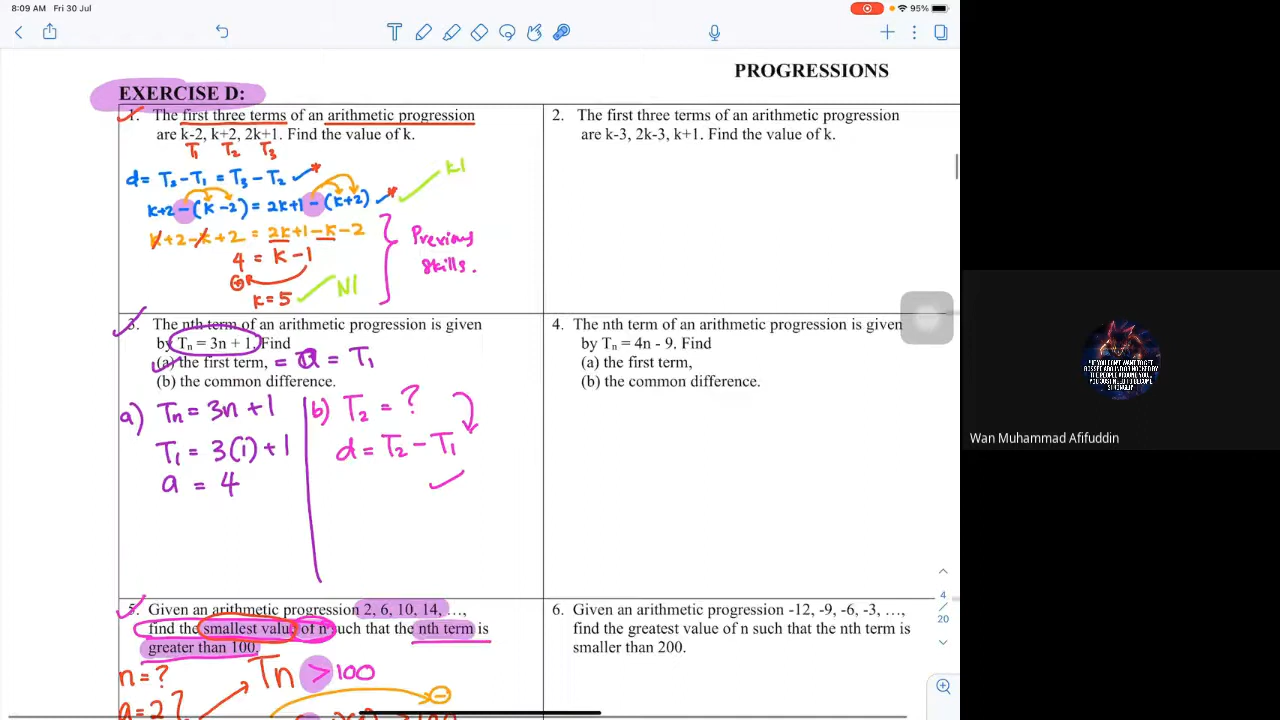 8:09 AM Fri 30 Jul
95%
PROGRESSIONS
EXERCISE D:
1. The first three terms of an arithmetic progression
are k-2, k+2, 2k+1. Find the value of k.
T1 T2 T3
d = T2 - T1 = T3 - T2
k+2 - (k-2) = 2k+1 - (k+2)
K1
k+2-k+2 = 2k+1-k-2
4 = k-1
k = 5
N1
Previous
skills.
2. The first three terms of an arithmetic progression
are k-3, 2k-3, k+1. Find the value of k.
3. The nth term of an arithmetic progression is given
by Tn = 3n + 1. Find
(a) the first term, = a = T1
(b) the common difference.
a) Tn = 3n + 1
T1 = 3(1) + 1
a = 4
b) T2 = ?
d = T2 - T1
4. The nth term of an arithmetic progression is given
by Tn = 4n - 9. Find
(a) the first term,
(b) the common difference.
5. Given an arithmetic progression 2, 6, 10, 14, …,
find the smallest value of n such that the nth term is
greater than 100.
n = ?
Tn > 100
a = 2
6. Given an arithmetic progression -12, -9, -6, -3, …,
find the greatest value of n such that the nth term is
smaller than 200.
4
/
20
Wan Muhammad Afifuddin